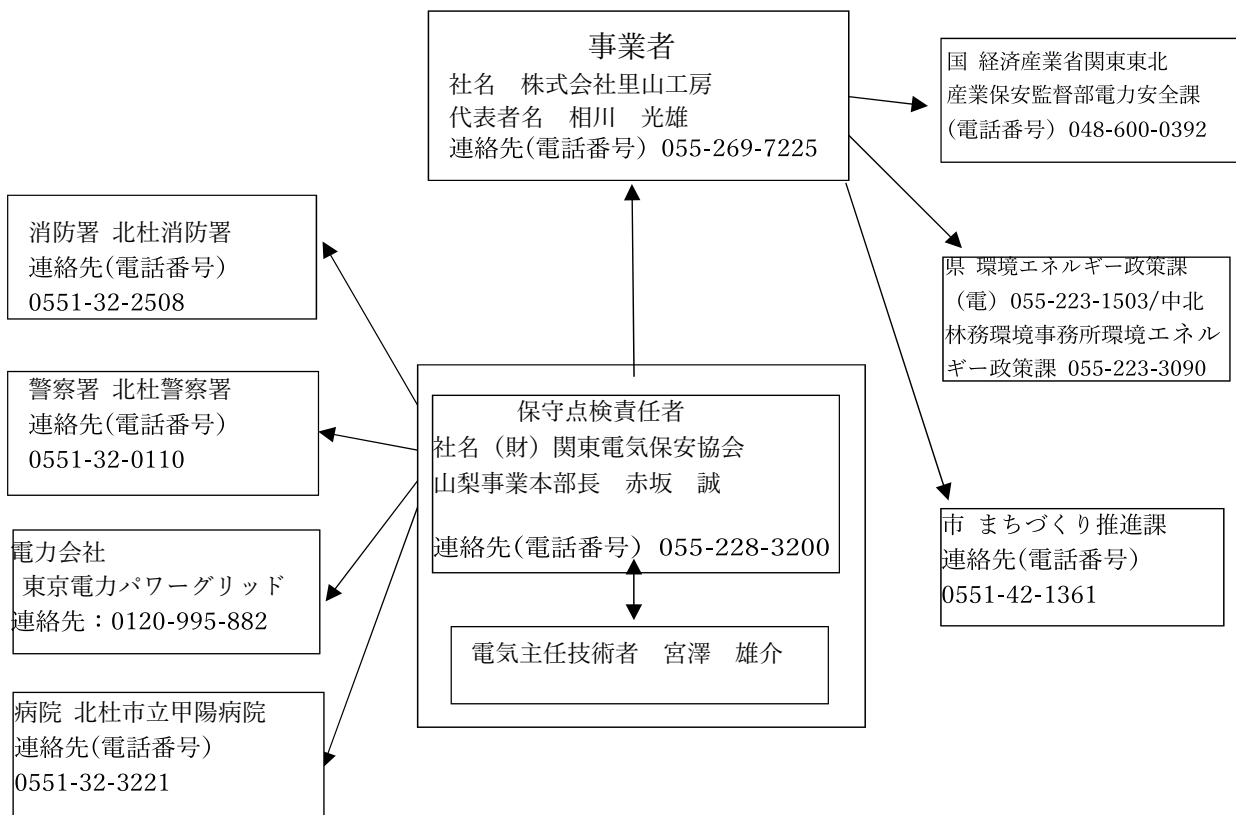 事業者
社名　株式会社里山工房
代表者名　相川　光雄
連絡先(電話番号) 055-269-7225
国 経済産業省関東東北
産業保安監督部電力安全課
(電話番号) 048-600-0392
消防署 北杜消防署
連絡先(電話番号)
0551-32-2508
県 環境エネルギー政策課
（電）055-223-1503/中北
林務環境事務所環境エネル
ギー政策課 055-223-3090
警察署 北杜警察署
連絡先(電話番号)
0551-32-0110
保守点検責任者
社名（財）関東電気保安協会
山梨事業本部長　赤坂　誠
連絡先(電話番号) 055-228-3200
電力会社
東京電力パワーグリッド
連絡先：0120-995-882
市 まちづくり推進課
連絡先(電話番号)
0551-42-1361
電気主任技術者　宮澤　雄介
病院 北杜市立甲陽病院
連絡先(電話番号)
0551-32-3221